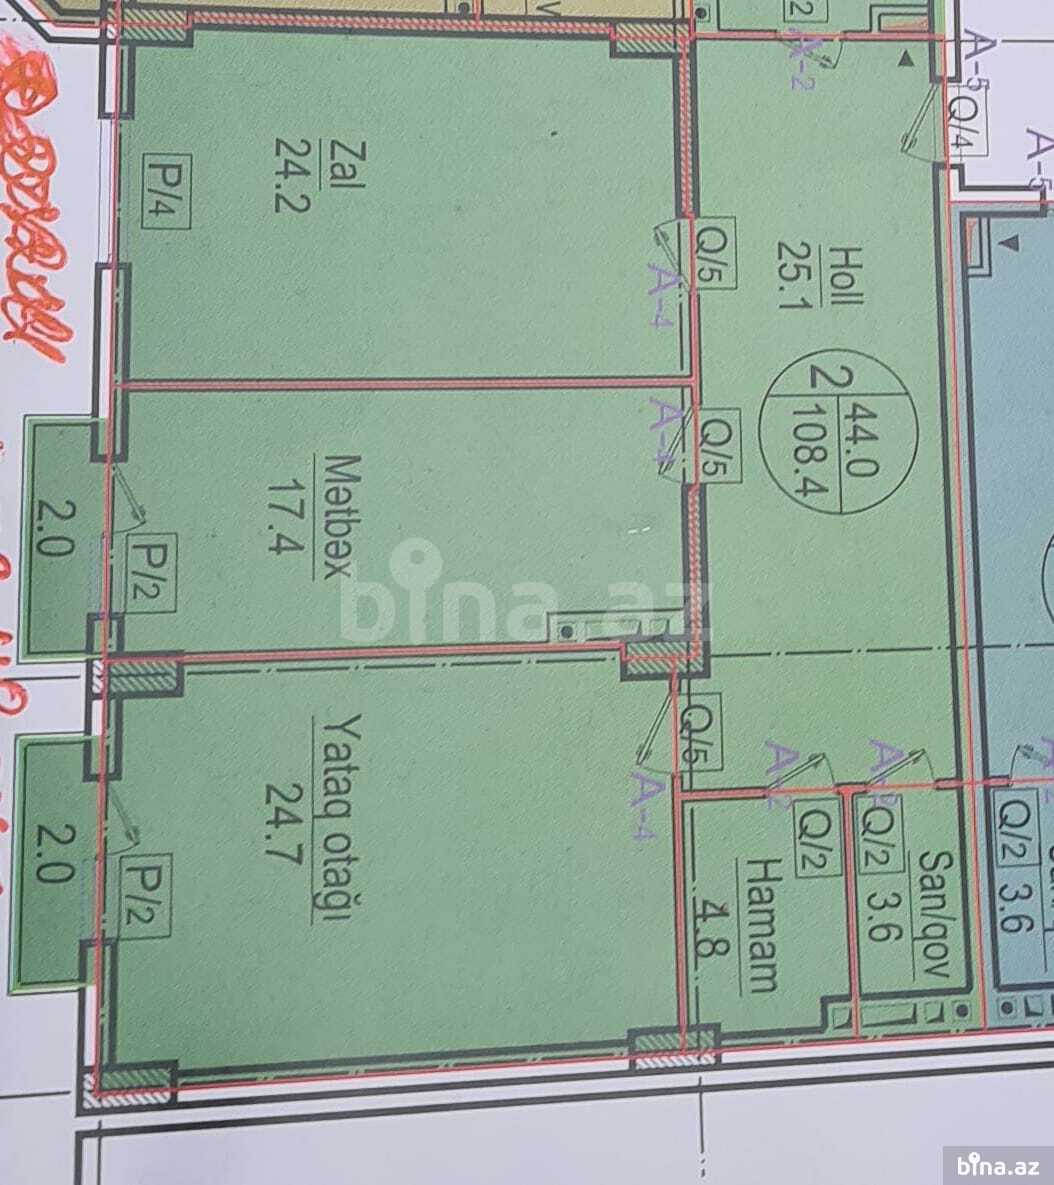 Zal
24.2
P/4
Q/5
A-4
Holl
25.1
2
44.0
108.4
Q/4
A-5
A-5
A-2
2
V
Mətbəx
17.4
P/2
2.0
Q/5
A-4
Yataq otağı
24.7
P/2
2.0
Q/5
A-4
Hamam
4.8
Q/2
A-2
San/qov
3.6
Q/2
Q/2
3.6
bina.az
bina.az